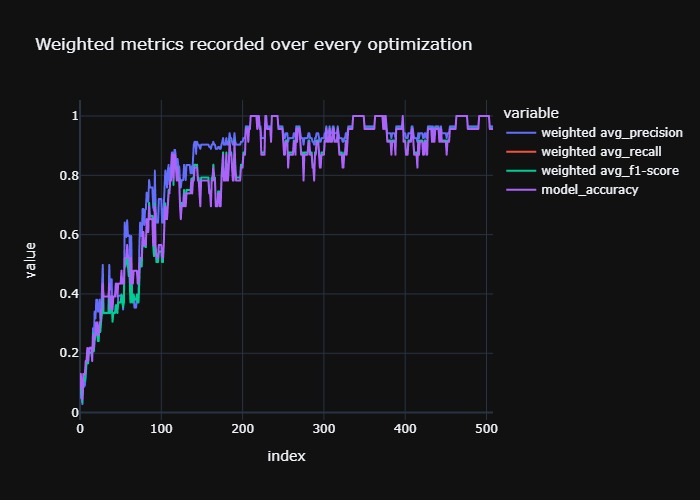 Weighted metrics recorded over every optimization
variable
weighted avg_precision
weighted avg_recall
weighted avg_f1-score
model_accuracy
value
1
0.8
0.6
0.4
0.2
0
0 100 200 300 400 500
index